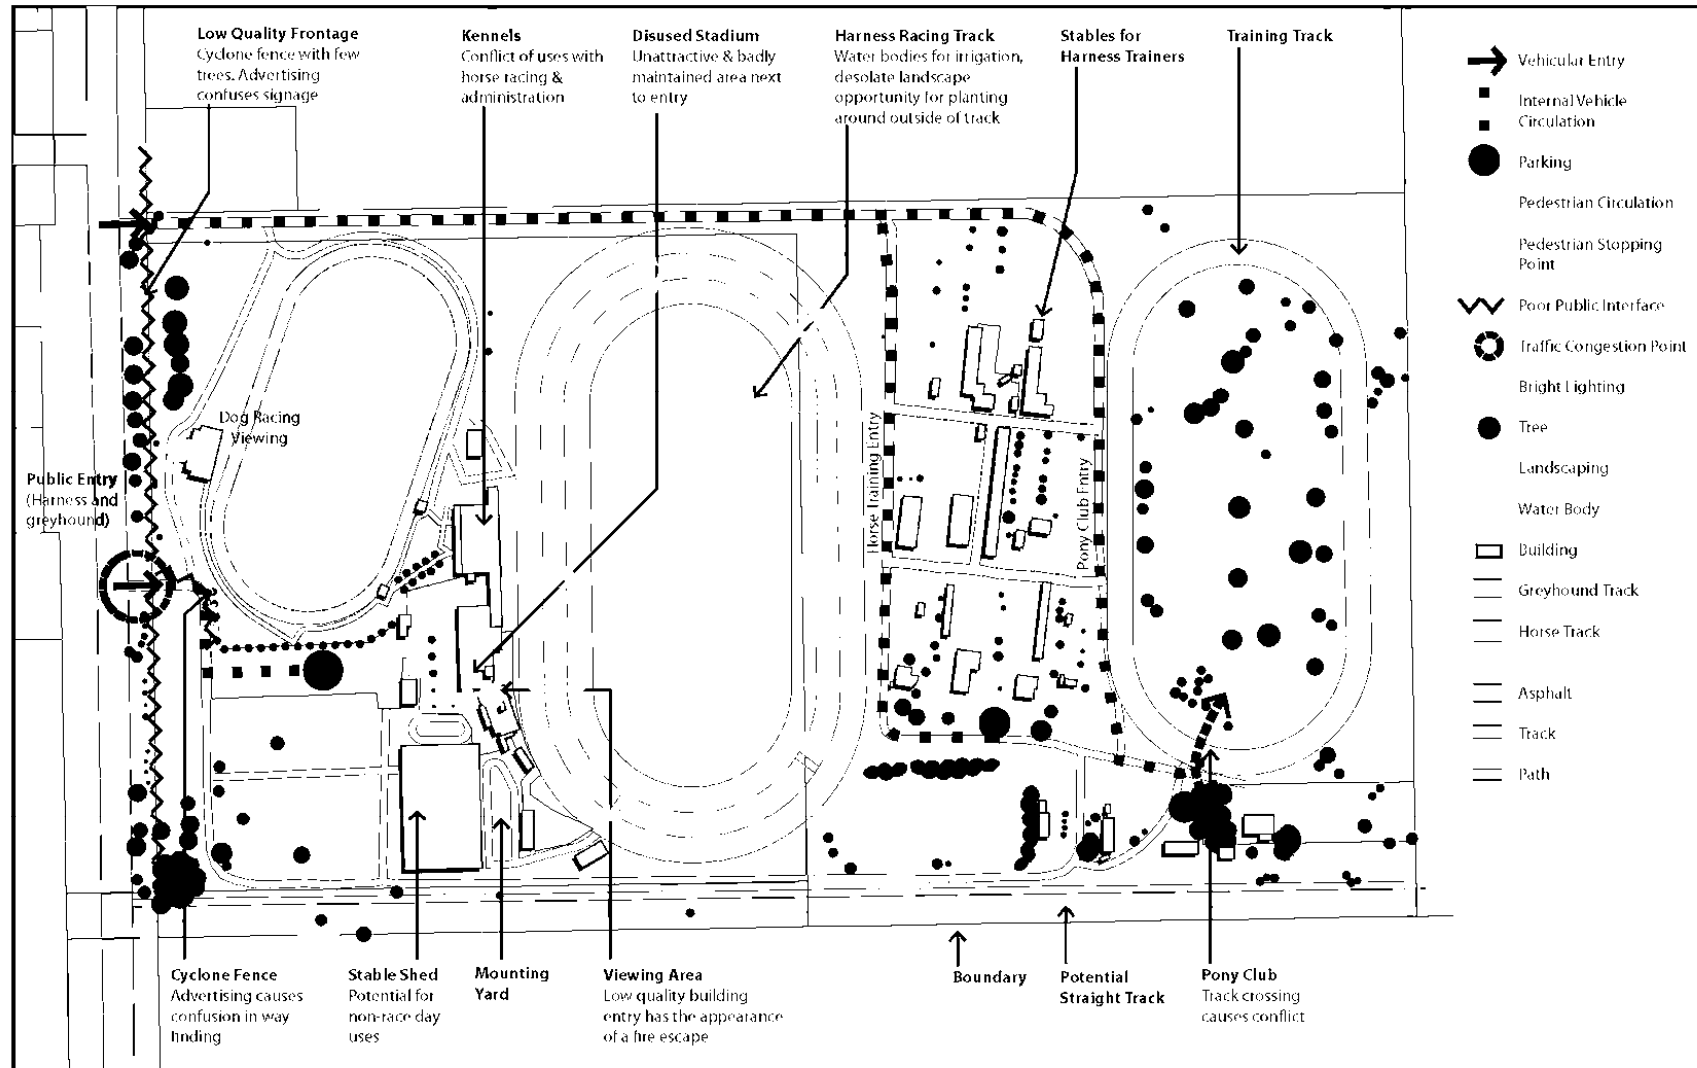 Low Quality Frontage
Cyclone fence with few
trees. Advertising
confuses signage
Kennels
Conflict of uses with
horse racing &
administration
Disused Stadium
Unattractive & badly
maintained area next
to entry
Harness Racing Track
Water bodies for irrigation,
desolate landscape
opportunity for planting
around outside of track
Stables for
Harness Trainers
Training Track
Vehicular Entry
Internal Vehicle
Circulation
Parking
Pedestrian Circulation
Pedestrian Stopping
Point
Poor Public Interface
Traffic Congestion Point
Bright Lighting
Tree
Landscaping
Water Body
Building
Greyhound Track
Horse Track
Asphalt
Track
Path
Dog Racing
Viewing
Public Entry
(Harness and
greyhound)
Horse Training Entry
Pony Club Entry
Cyclone Fence
Advertising causes
confusion in way
finding
Stable Shed
Potential for
non-race day
uses
Mounting
Yard
Viewing Area
Low quality building
entry has the appearance
of a fire escape
Boundary
Potential
Straight Track
Pony Club
Track crossing
causes conflict